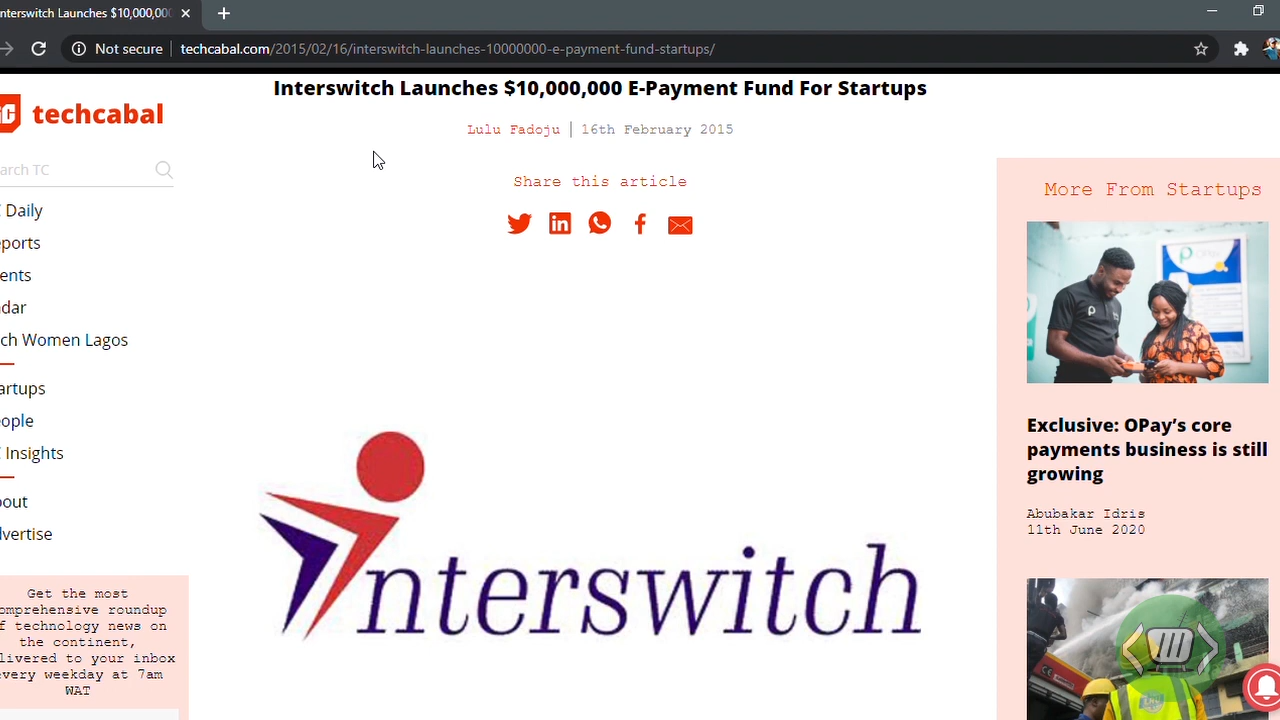 nterswitch Launches $10,000,000
Not secure
techcabal.com/2015/02/16/interswitch-launches-10000000-e-payment-fund-startups/
Interswitch Launches $10,000,000 E-Payment Fund For Startups
Lulu Fadoju | 16th February 2015
Share this article
techcabal
arch TC
Daily
ports
ents
dar
ch Women Lagos
artups
ople
Insights
out
vertise
Get the most
omprehensive roundup
f technology news on
the continent,
livered to your inbox
every weekday at 7am
WAT
nterswitch
More From Startups
OPay
Exclusive: OPay’s core
payments business is still
growing
Abubakar Idris
11th June 2020